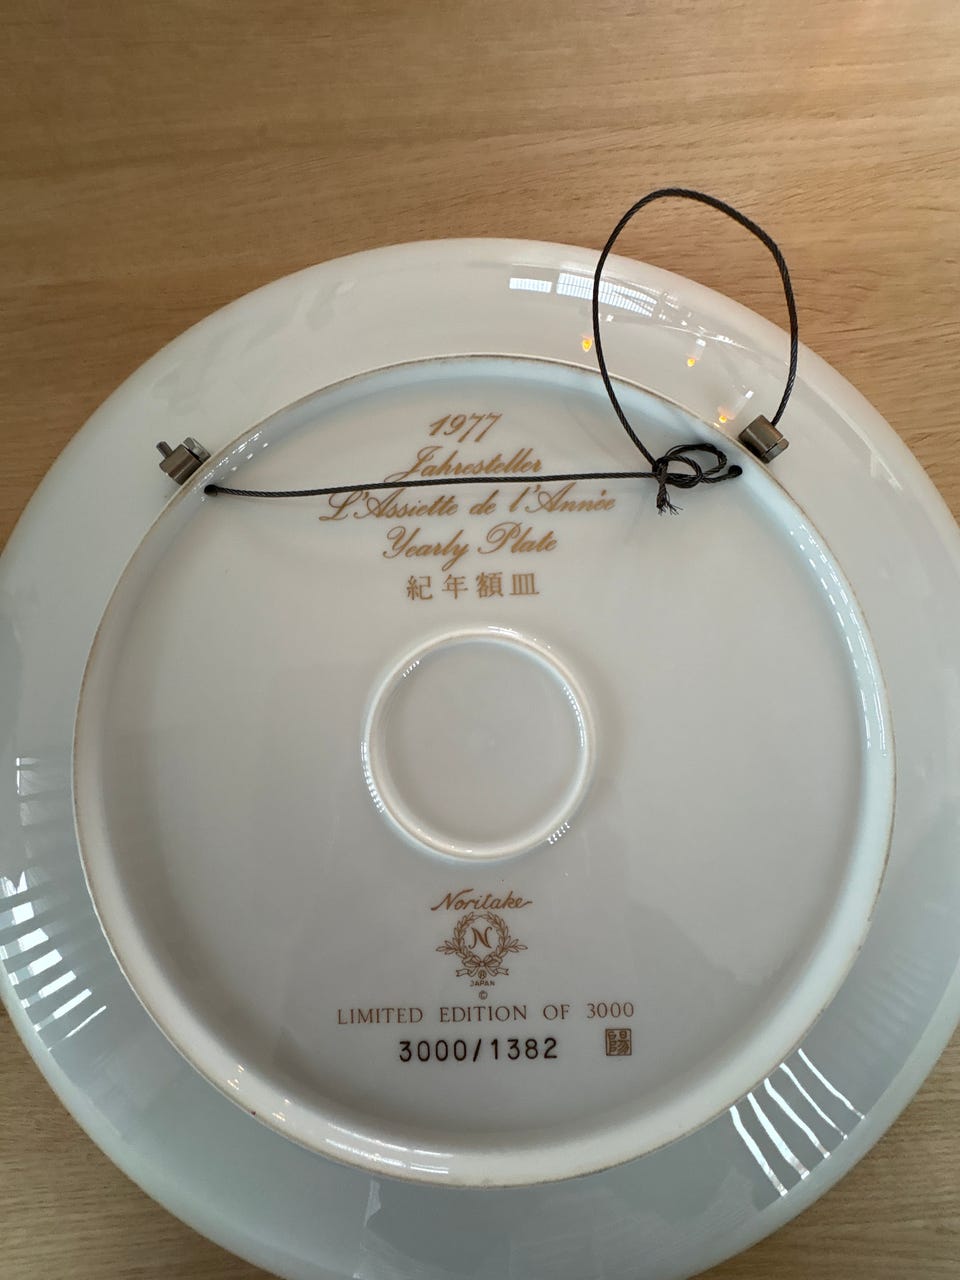 1977
Jahresteller
L'Assiette de l'Année
Yearly Plate
紀年額皿
Noritake
N
®
JAPAN
©
LIMITED EDITION OF 3000
3000/1382